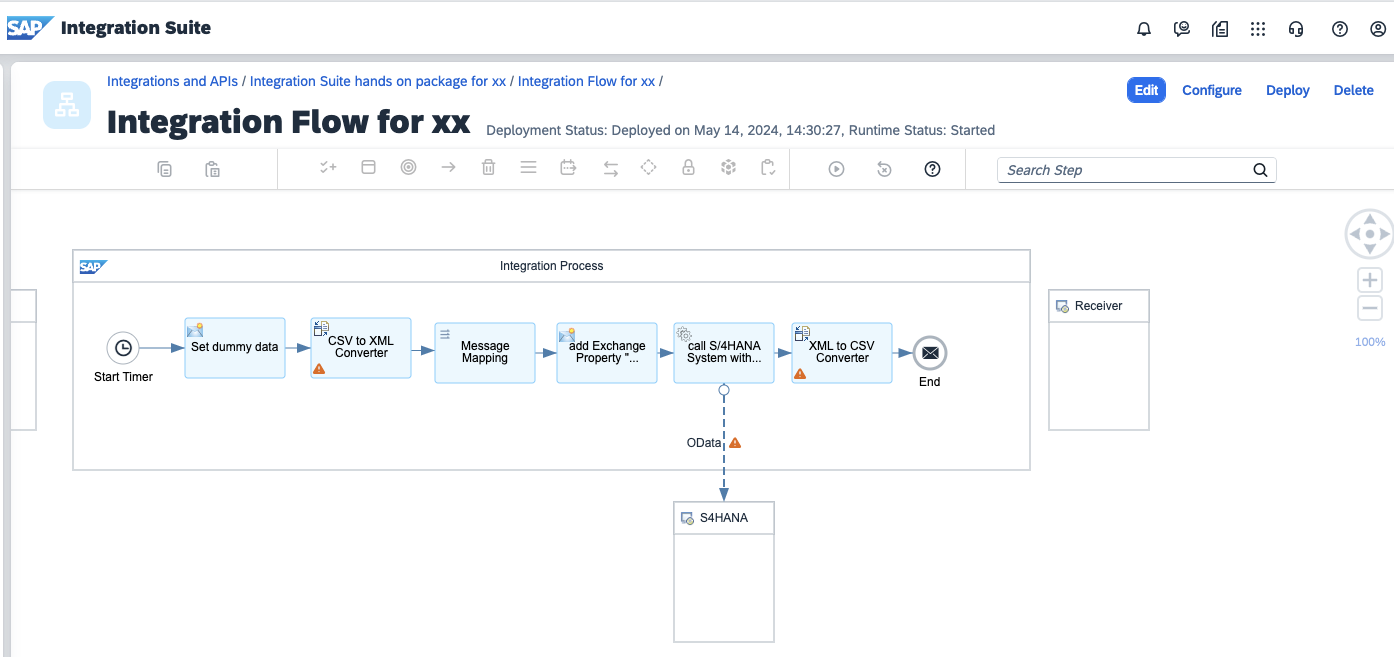 SAP Integration Suite
Integrations and APIs / Integration Suite hands on package for xx / Integration Flow for xx /
Edit Configure Deploy Delete
Integration Flow for xx Deployment Status: Deployed on May 14, 2024, 14:30:27, Runtime Status: Started
Search Step
SAP Integration Process
Receiver
100%
Start Timer
Set dummy data
CSV to XML
Converter
Message
Mapping
add Exchange
Property "...
call S/4HANA
System with...
XML to CSV
Converter
End
OData
S4HANA